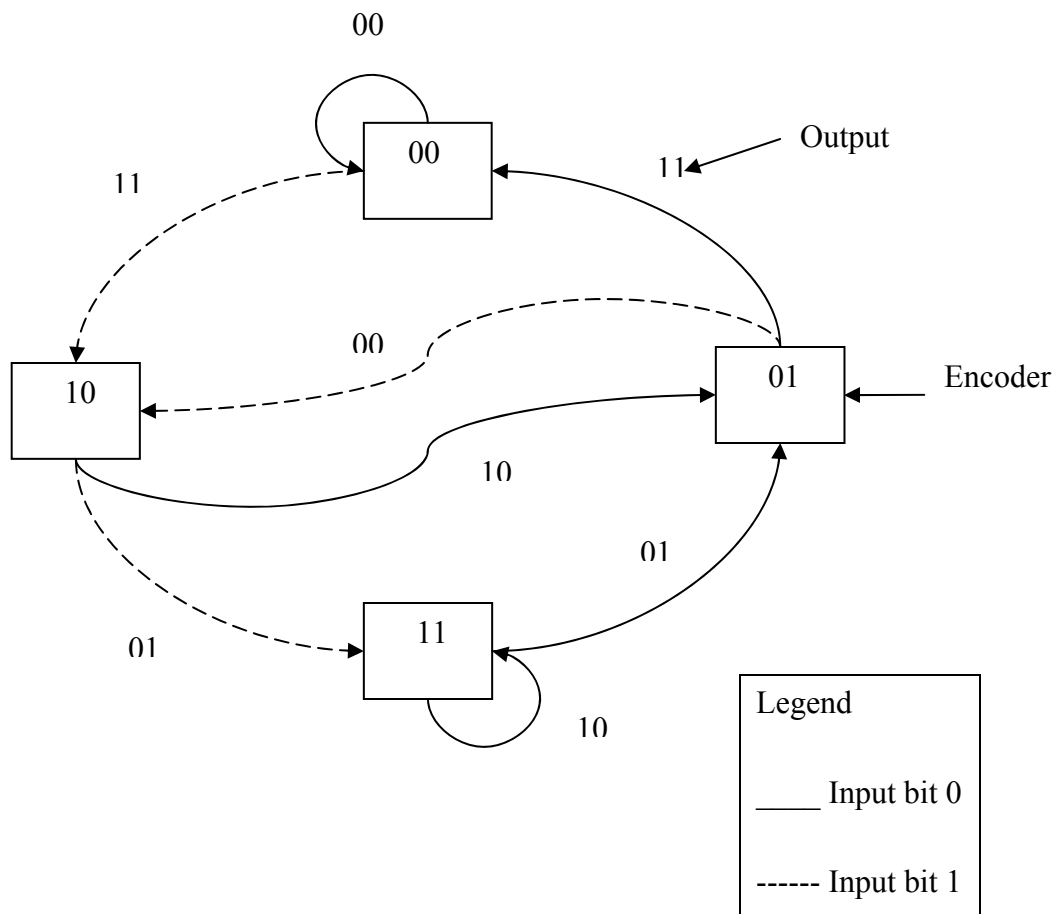 00
00
11
11
Output
00
10
01
Encoder
10
01
11
01
10
Legend
____ Input bit 0
------ Input bit 1